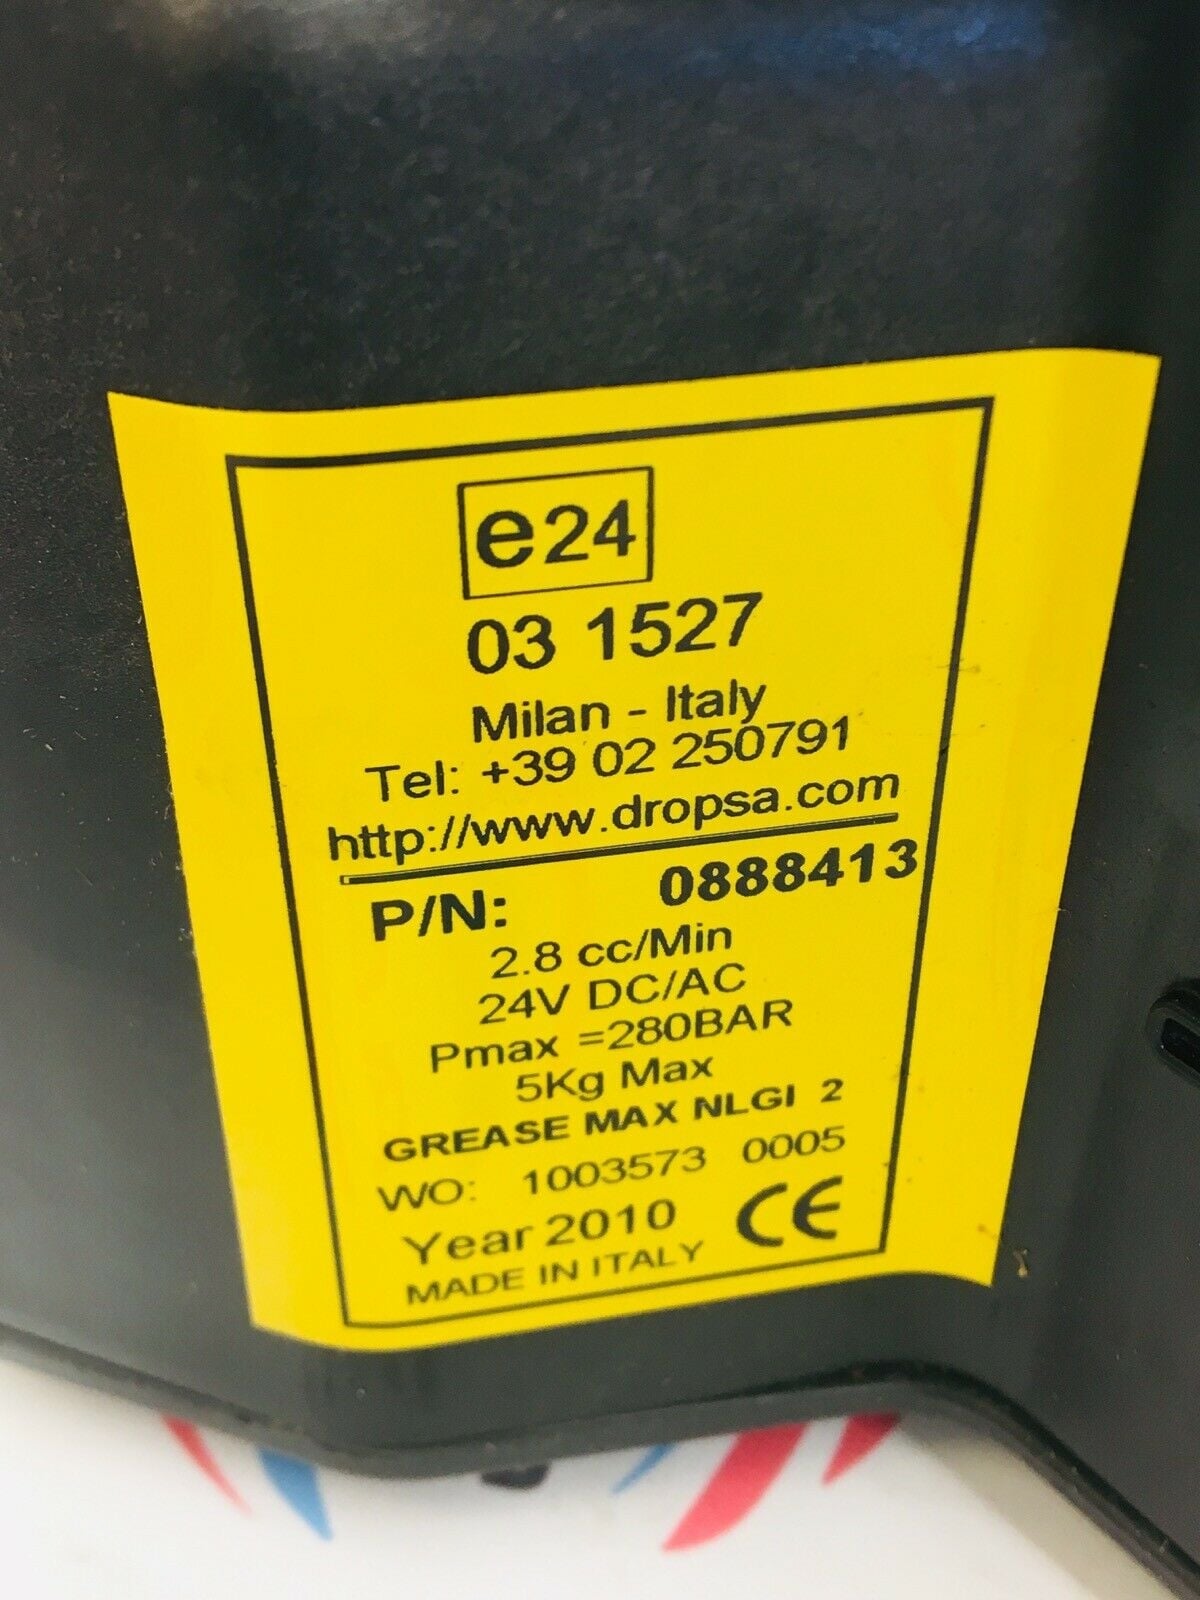 e24
03 1527
Milan - Italy
Tel: +39 02 250791
http://www.dropsa.com
P/N: 0888413
2.8 cc/Min
24V DC/AC
Pmax =280BAR
5Kg Max
GREASE MAX NLGI 2
WO: 1003573 0005
Year 2010 CE
MADE IN ITALY